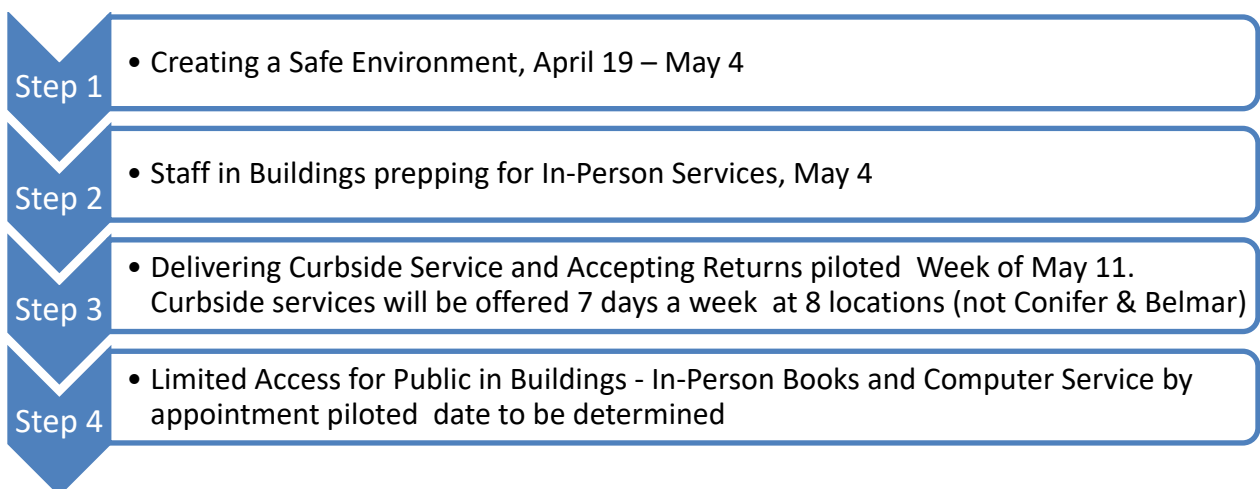 Step 1
• Creating a Safe Environment, April 19 – May 4
Step 2
• Staff in Buildings prepping for In-Person Services, May 4
Step 3
• Delivering Curbside Service and Accepting Returns piloted  Week of May 11.
Curbside services will be offered 7 days a week  at 8 locations (not Conifer & Belmar)
Step 4
• Limited Access for Public in Buildings - In-Person Books and Computer Service by
appointment piloted  date to be determined